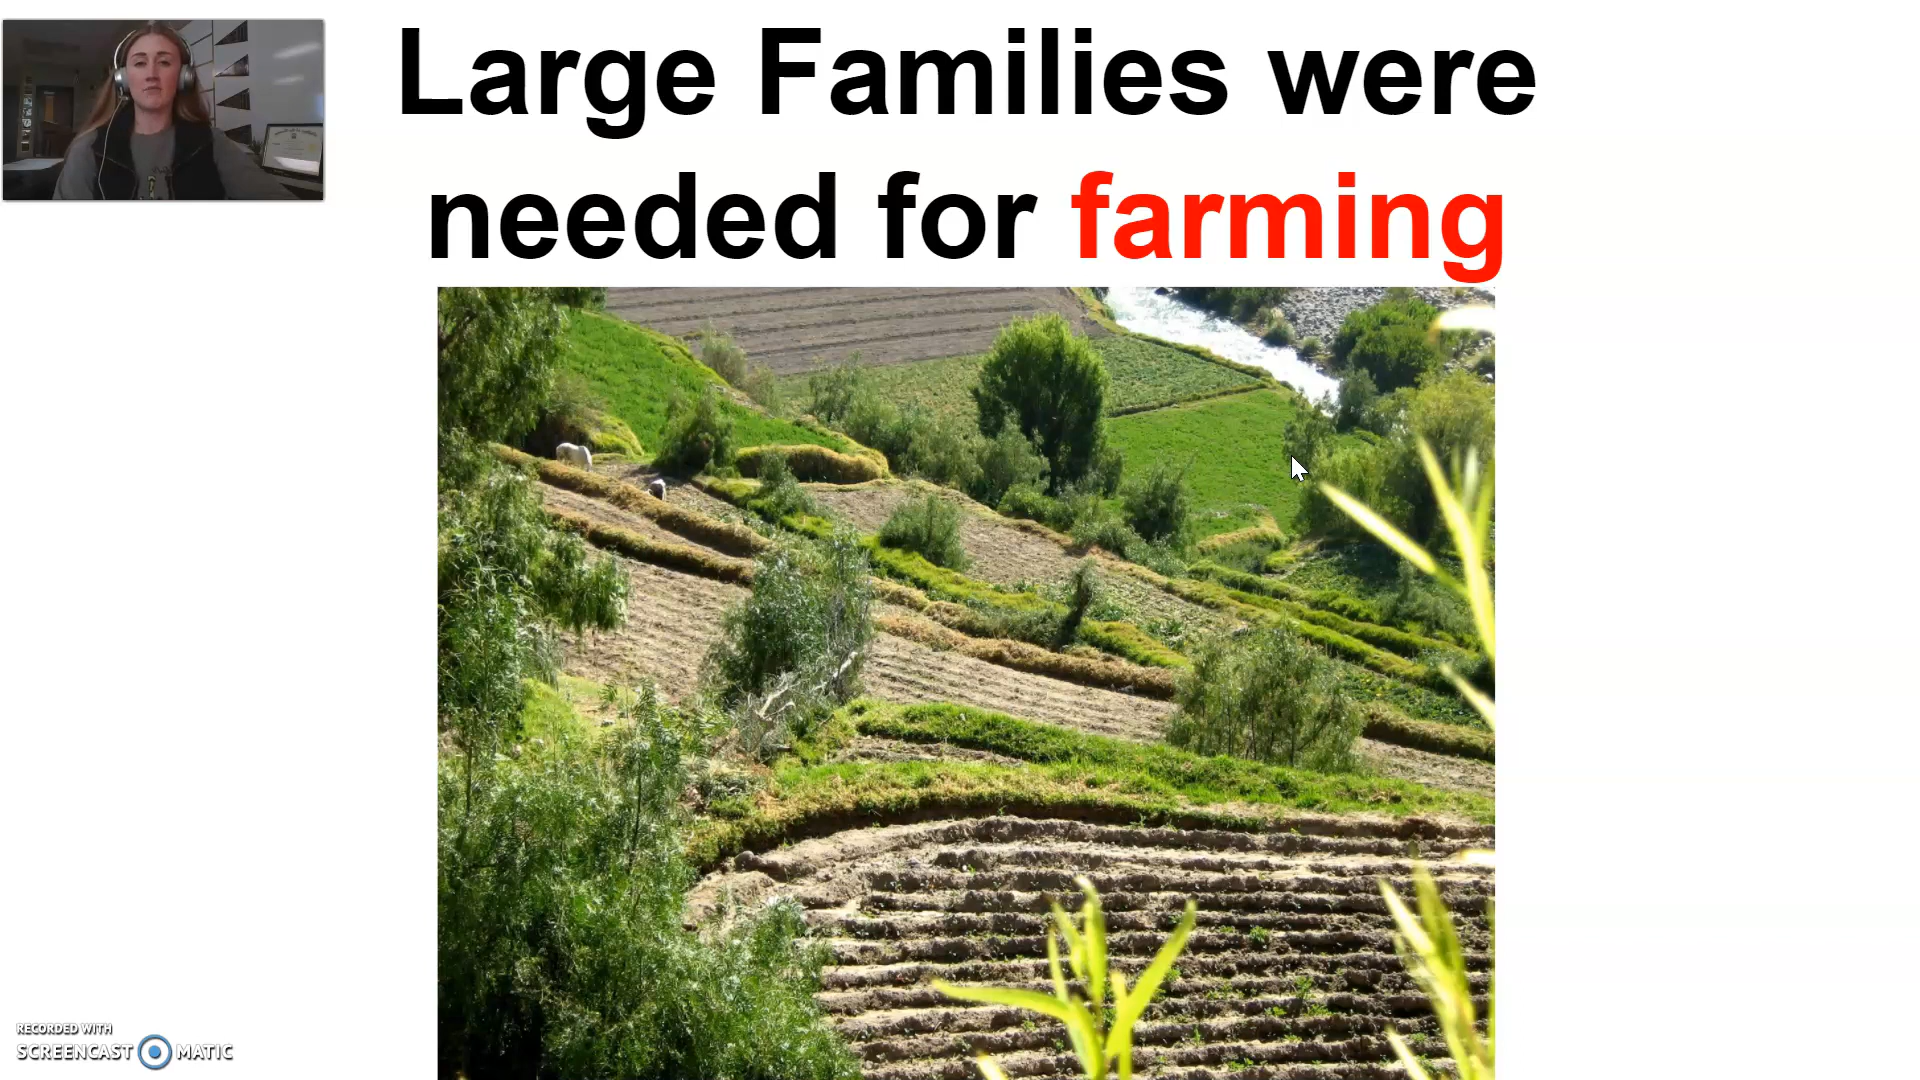 Large Families were
needed for farming
RECORDED WITH
SCREENCAST MATIC